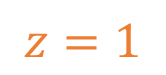 z = 1